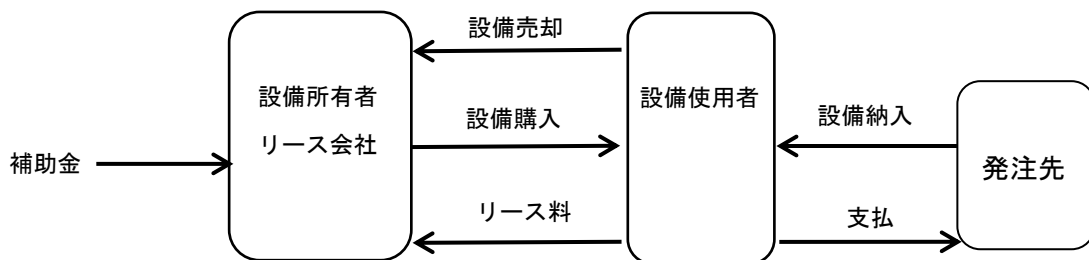 設備売却
設備所有者
リース会社
設備使用者
設備購入
設備納入
補助金
発注先
リース料
支払